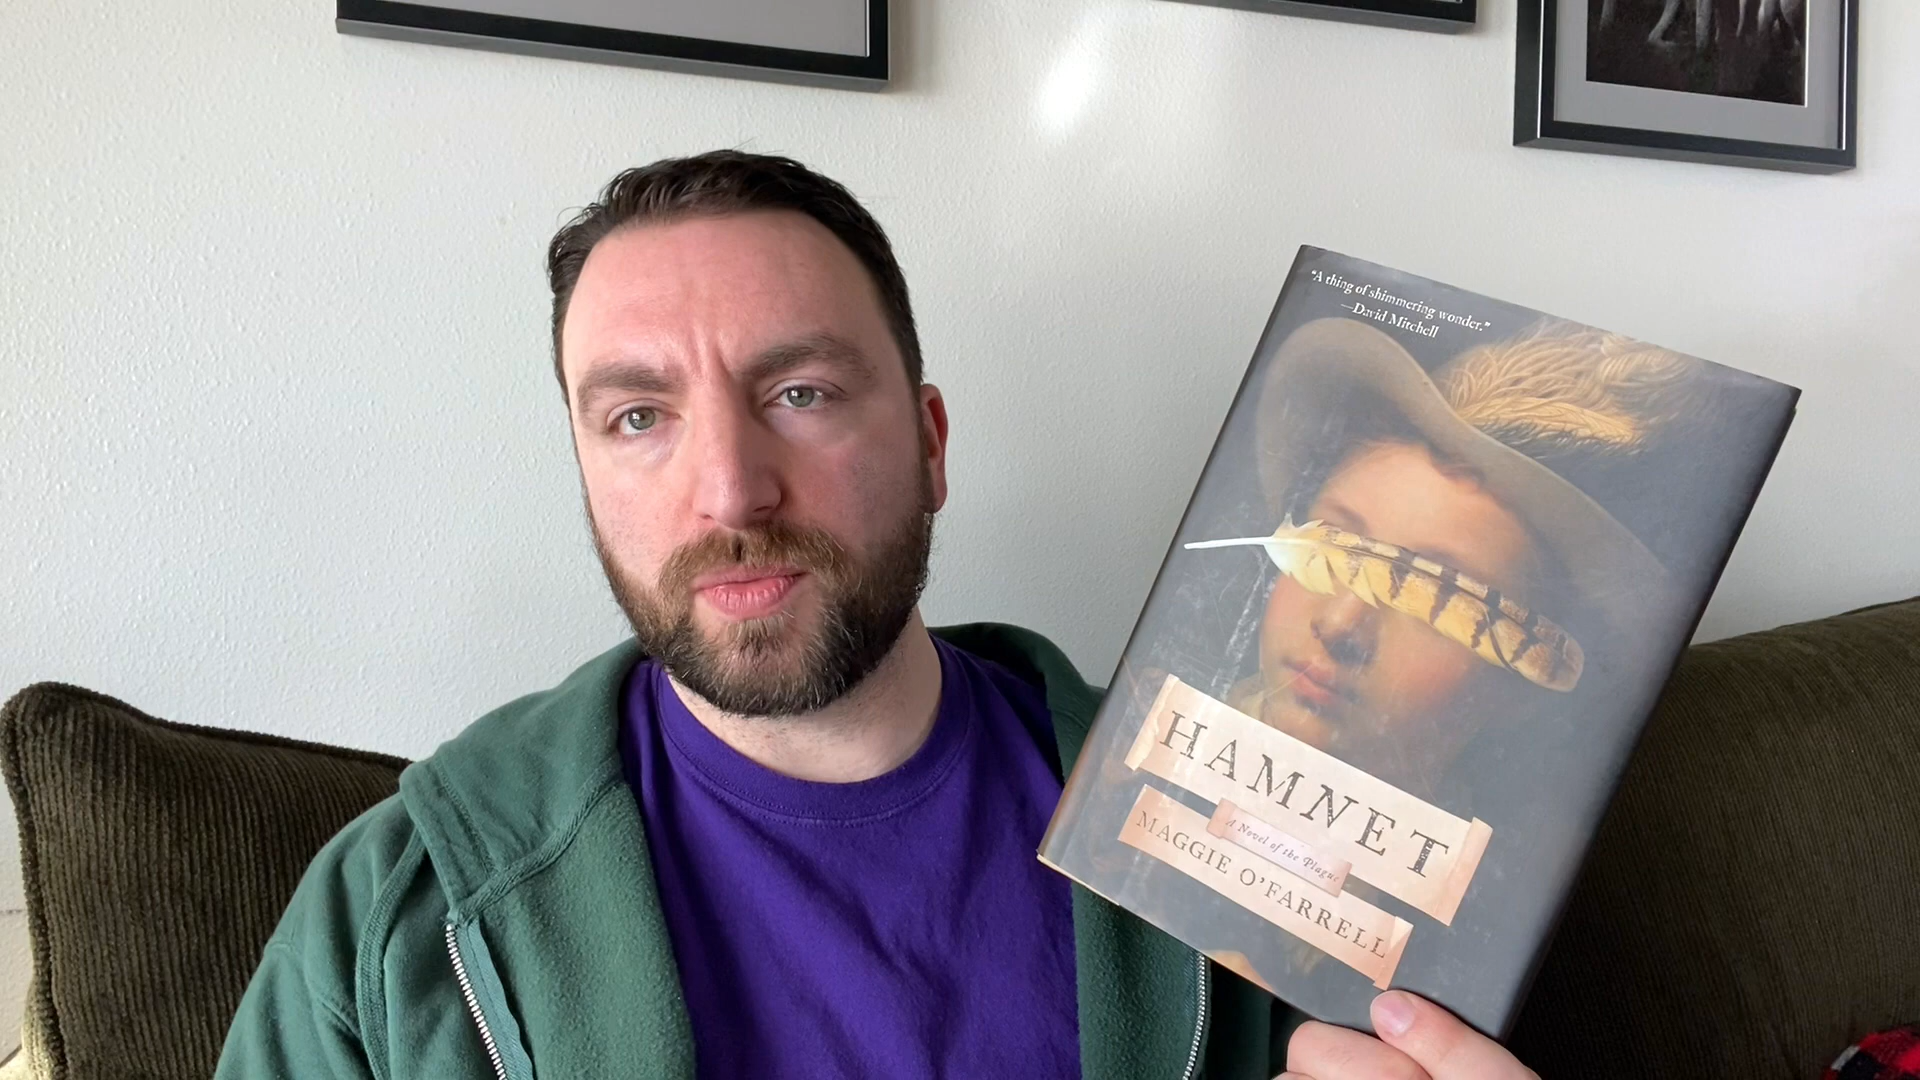 "A thing of shimmering wonder."
—David Mitchell
HAMNET
A Novel of the Plague
MAGGIE O'FARRELL